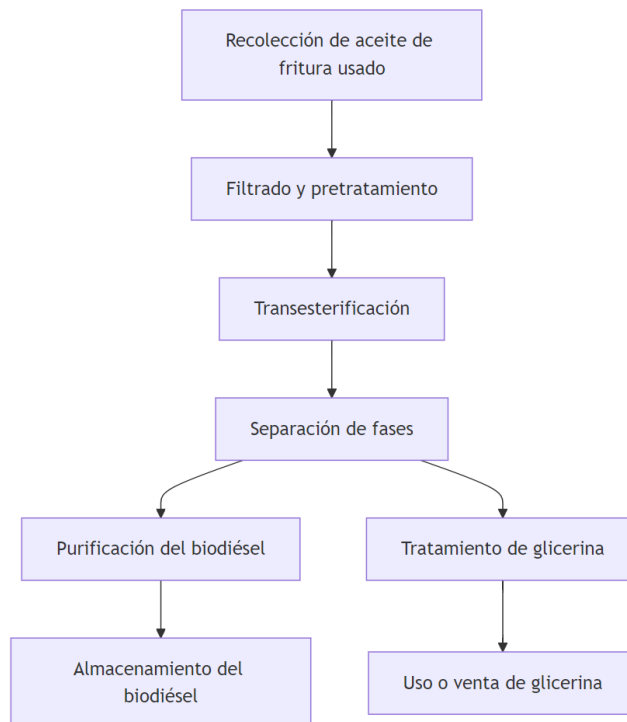 Recolección de aceite de
fritura usado
Filtrado y pretratamiento
Transesterificación
Separación de fases
Purificación del biodiésel
Tratamiento de glicerina
Almacenamiento del
biodiésel
Uso o venta de glicerina